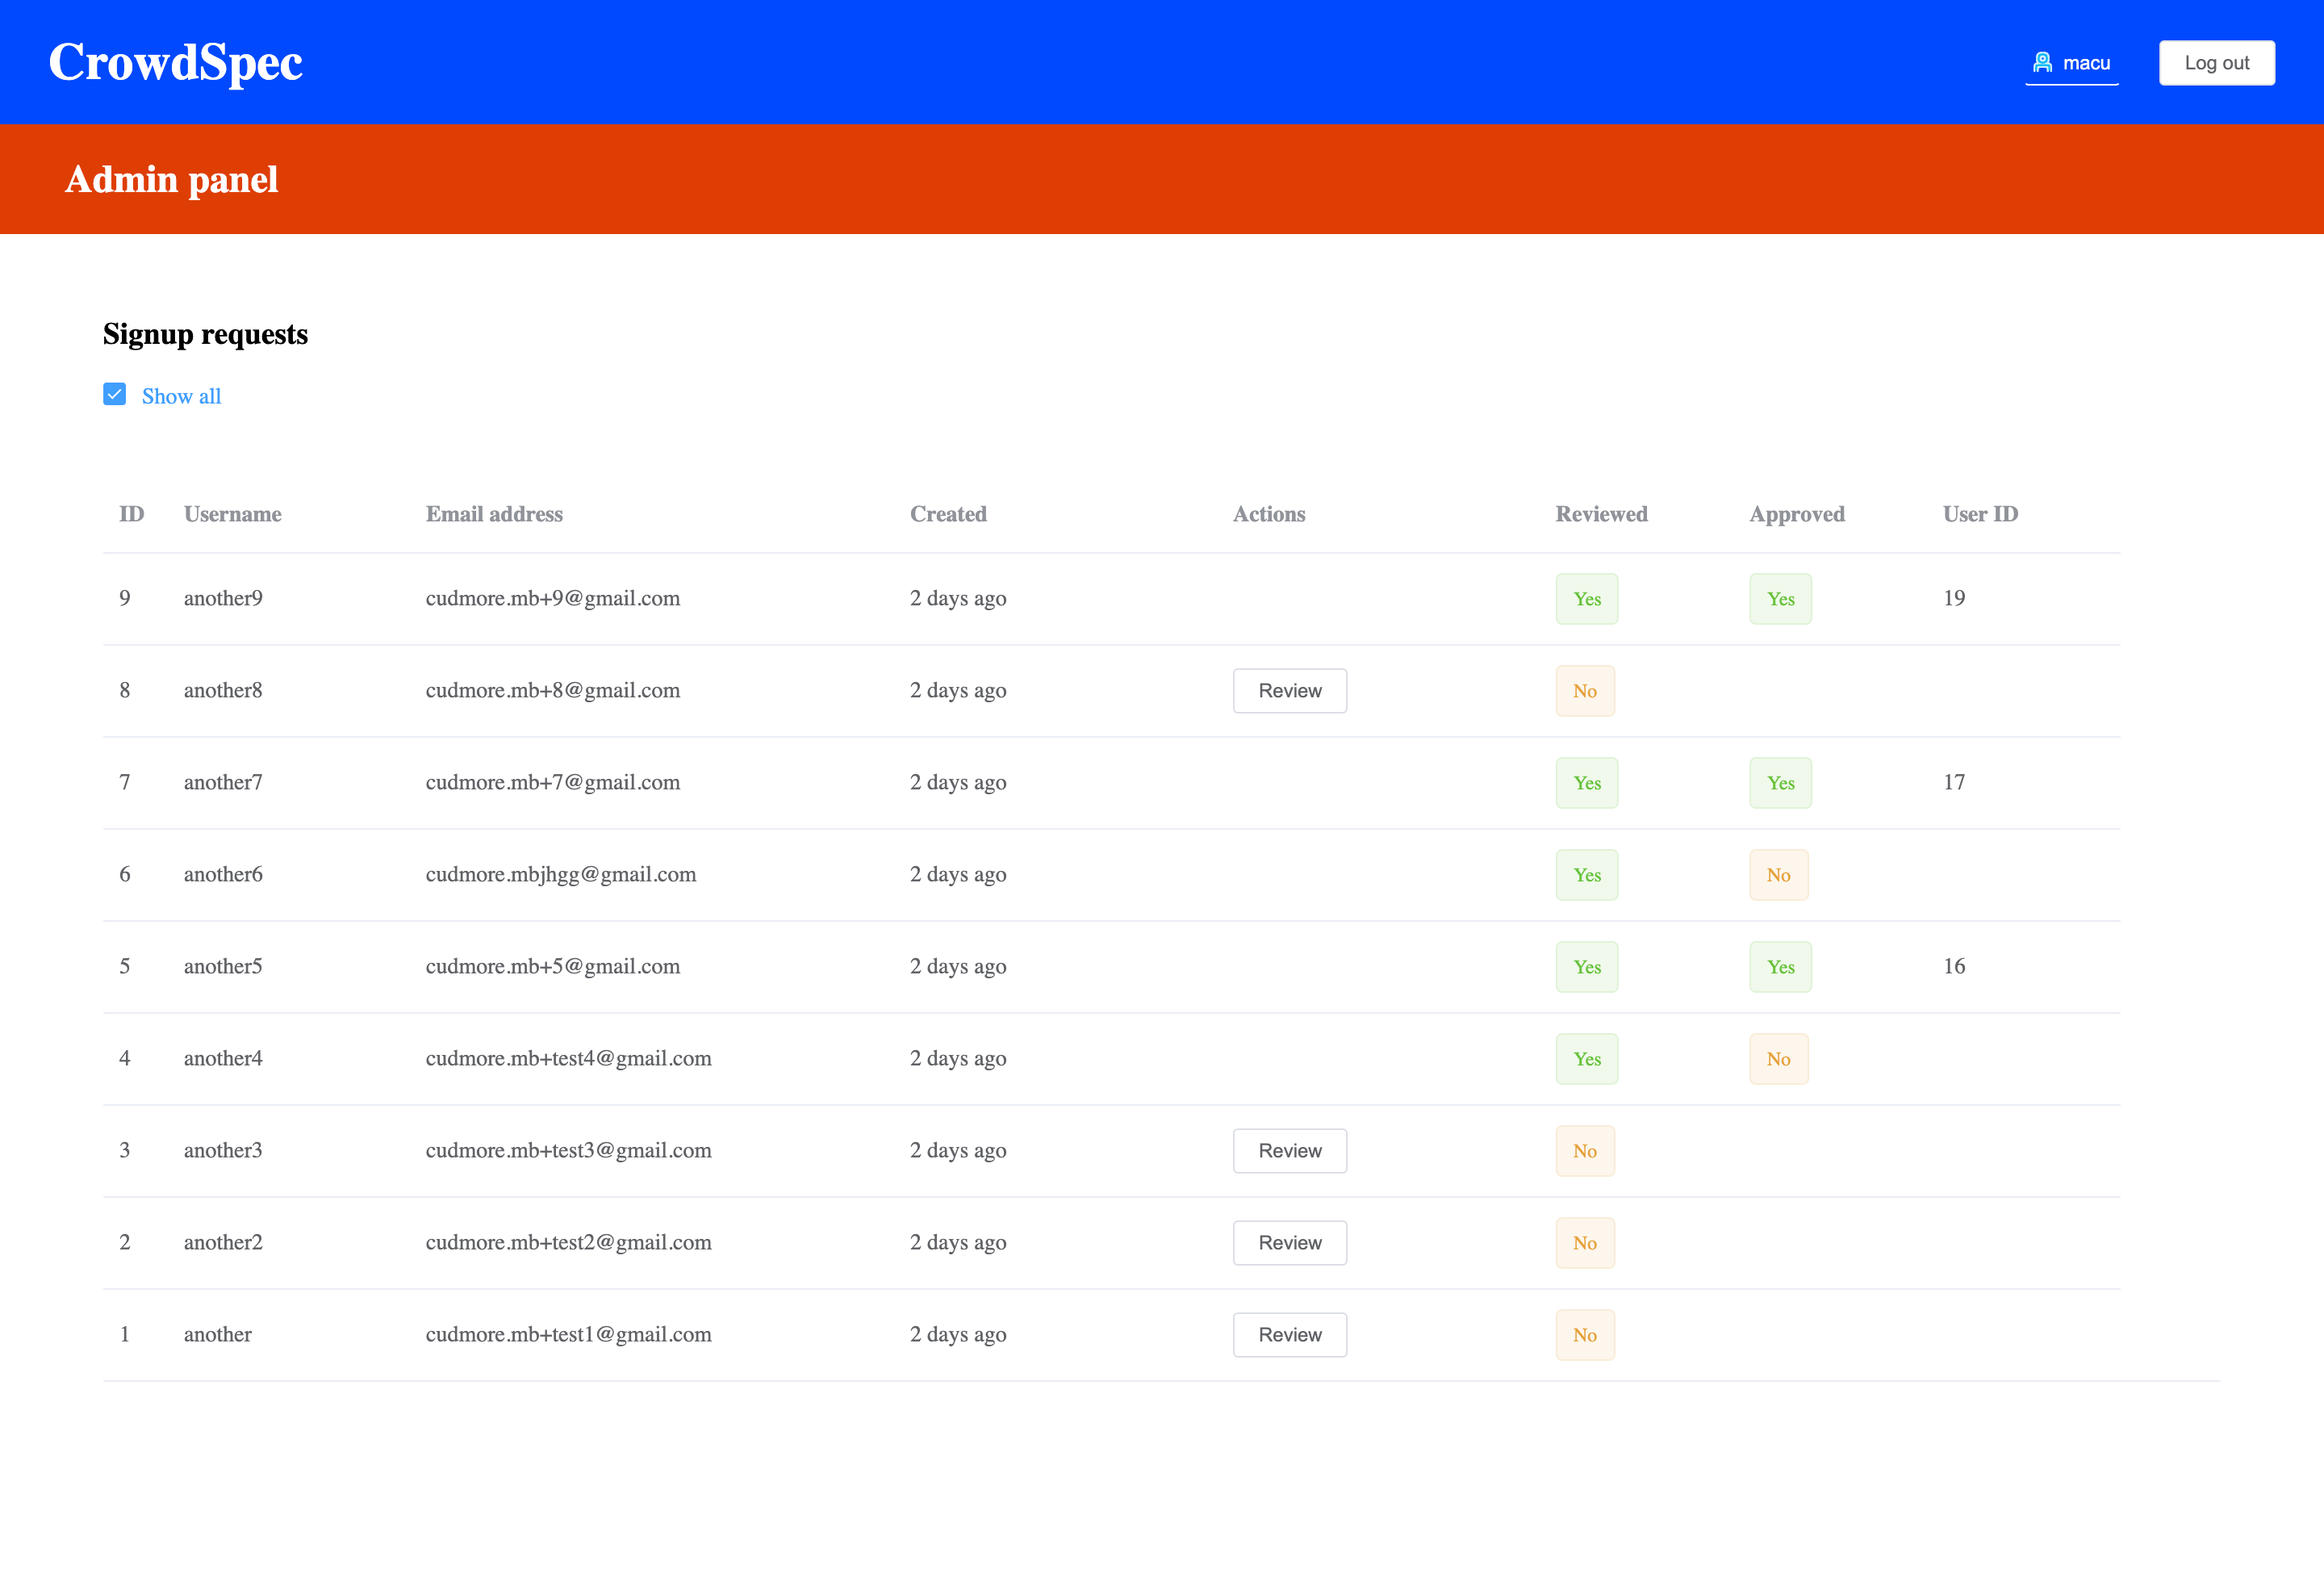 CrowdSpec
macu
Log out
Admin panel
Signup requests
Show all
ID Username Email address Created Actions Reviewed Approved User ID
9 another9 cudmore.mb+9@gmail.com 2 days ago Yes Yes 19
8 another8 cudmore.mb+8@gmail.com 2 days ago Review No
7 another7 cudmore.mb+7@gmail.com 2 days ago Yes Yes 17
6 another6 cudmore.mbjhgg@gmail.com 2 days ago Yes No
5 another5 cudmore.mb+5@gmail.com 2 days ago Yes Yes 16
4 another4 cudmore.mb+test4@gmail.com 2 days ago Yes No
3 another3 cudmore.mb+test3@gmail.com 2 days ago Review No
2 another2 cudmore.mb+test2@gmail.com 2 days ago Review No
1 another cudmore.mb+test1@gmail.com 2 days ago Review No